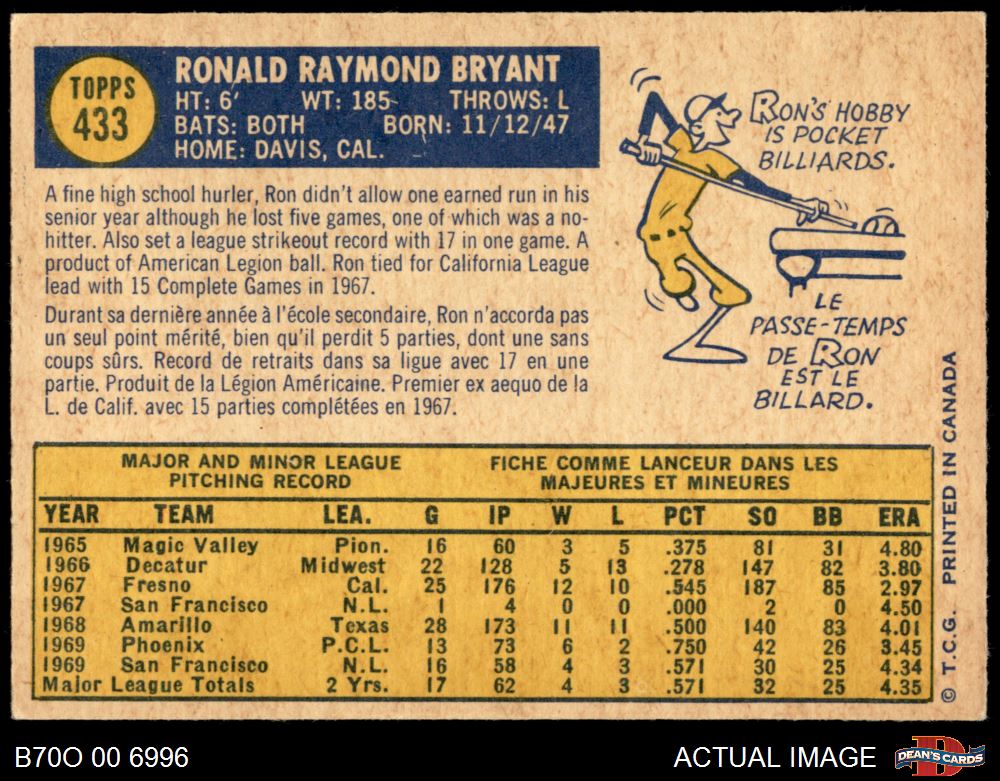 TOPPS
433
RONALD RAYMOND BRYANT
HT: 6' WT: 185 THROWS: L
BATS: BOTH BORN: 11/12/47
HOME: DAVIS, CAL.
A fine high school hurler, Ron didn't allow one earned run in his
senior year although he lost five games, one of which was a no-
hitter. Also set a league strikeout record with 17 in one game. A
product of American Legion ball. Ron tied for California League
lead with 15 Complete Games in 1967.
Durant sa dernière année à l'école secondaire, Ron n'accorda pas
un seul point mérité, bien qu'il perdit 5 parties, dont une sans
coups sûrs. Record de retraits dans sa ligue avec 17 en une
partie. Produit de la Légion Américaine. Premier ex aequo de la
L. de Calif. avec 15 parties complétées en 1967.
RON'S HOBBY
IS POCKET
BILLIARDS.
LE
PASSE-TEMPS
DE RON
EST LE
BILLARD.
MAJOR AND MINOR LEAGUE
PITCHING RECORD
FICHE COMME LANCEUR DANS LES
MAJEURES ET MINEURES
YEAR TEAM LEA. G IP W L PCT SO BB ERA
1965 Magic Valley Pion. 16 60 3 5 .375 81 31 4.80
1966 Decatur Midwest 22 128 5 13 .278 147 82 3.80
1967 Fresno Cal. 25 176 12 10 .545 187 85 2.97
1967 San Francisco N.L. 1 4 0 0 .000 2 0 4.50
1968 Amarillo Texas 28 173 11 11 .500 140 83 4.01
1969 Phoenix P.C.L. 13 73 6 2 .750 42 26 3.45
1969 San Francisco N.L. 16 58 4 3 .571 30 25 4.34
Major League Totals 2 Yrs. 17 62 4 3 .571 32 25 4.35
© T.C.G. PRINTED IN CANADA
B70O 00 6996
ACTUAL IMAGE
DEAN'S CARDS